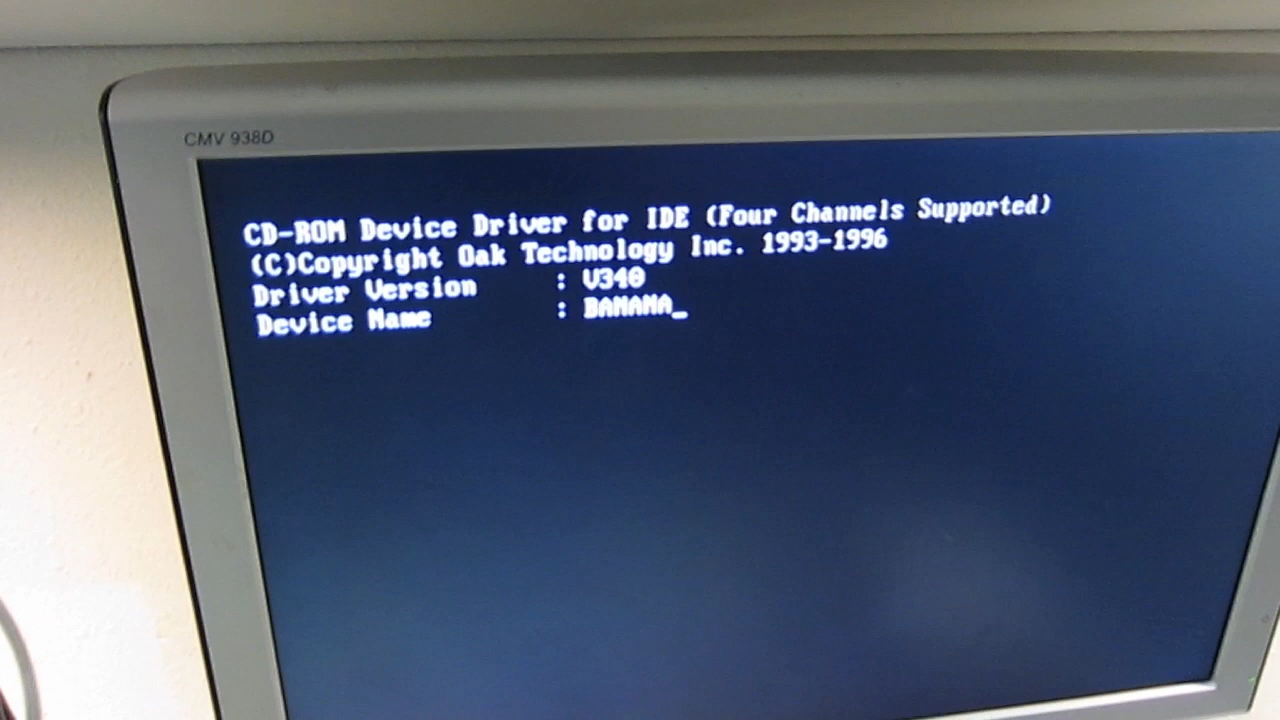 CMV 938D
CD-ROM Device Driver for IDE (Four Channels Supported)
(C)Copyright Oak Technology Inc. 1993-1996
Driver Version : V340
Device Name : BANANA_